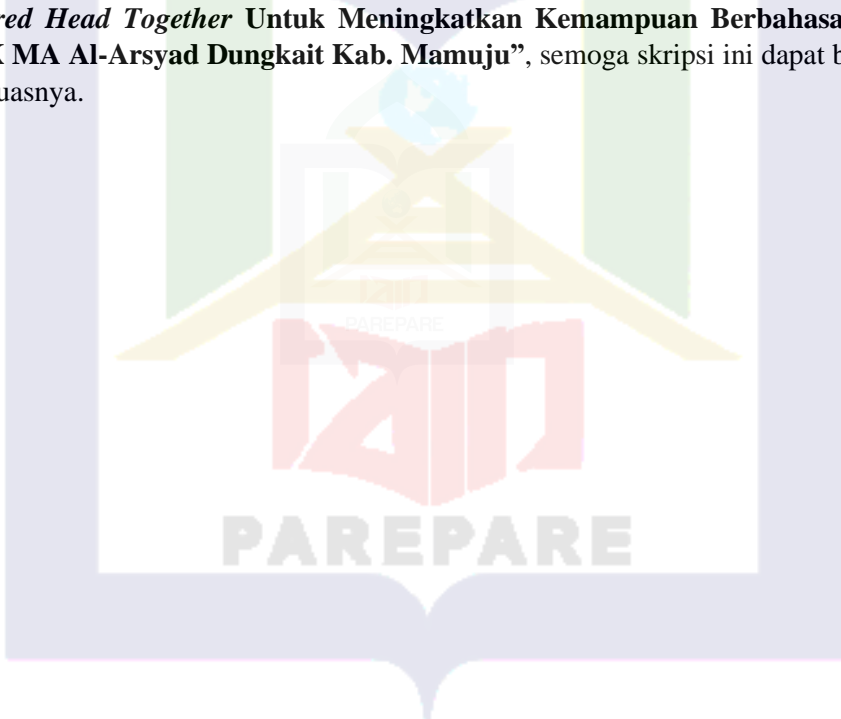 red Head Together Untuk Meningkatkan Kemampuan Berbahasa
X MA Al-Arsyad Dungkait Kab. Mamuju”, semoga skripsi ini dapat b
uasnya.
PAREPARE
PAREPARE